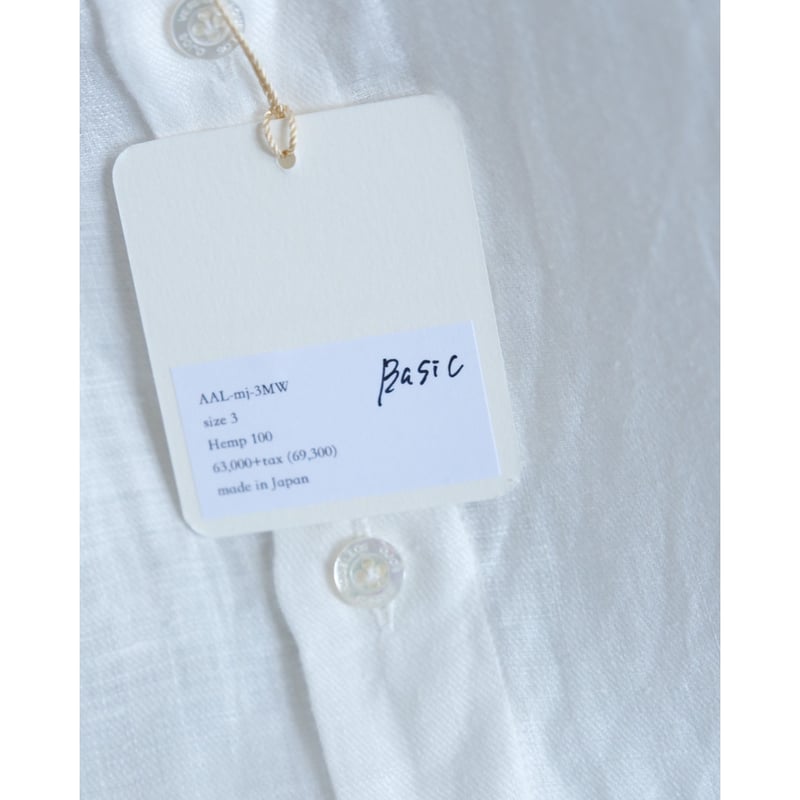 Basic
AAL-mj-3MW
size 3
Hemp 100
63,000+tax (69,300)
made in Japan